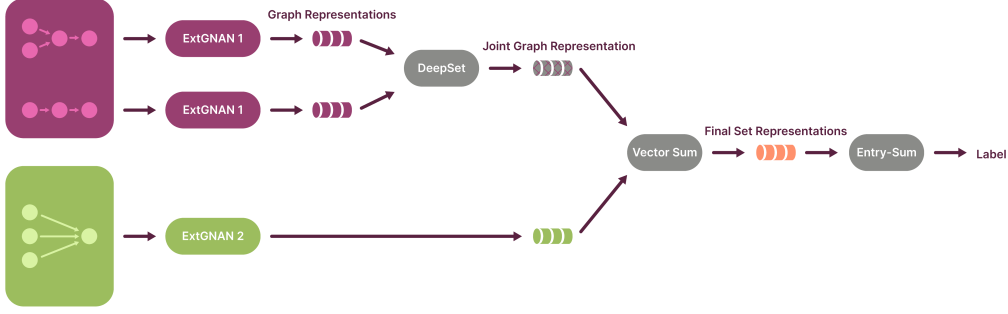 Graph Representations
ExtGNAN 1
DeepSet
Joint Graph Representation
ExtGNAN 1
Vector Sum
Final Set Representations
Entry-Sum
Label
ExtGNAN 2